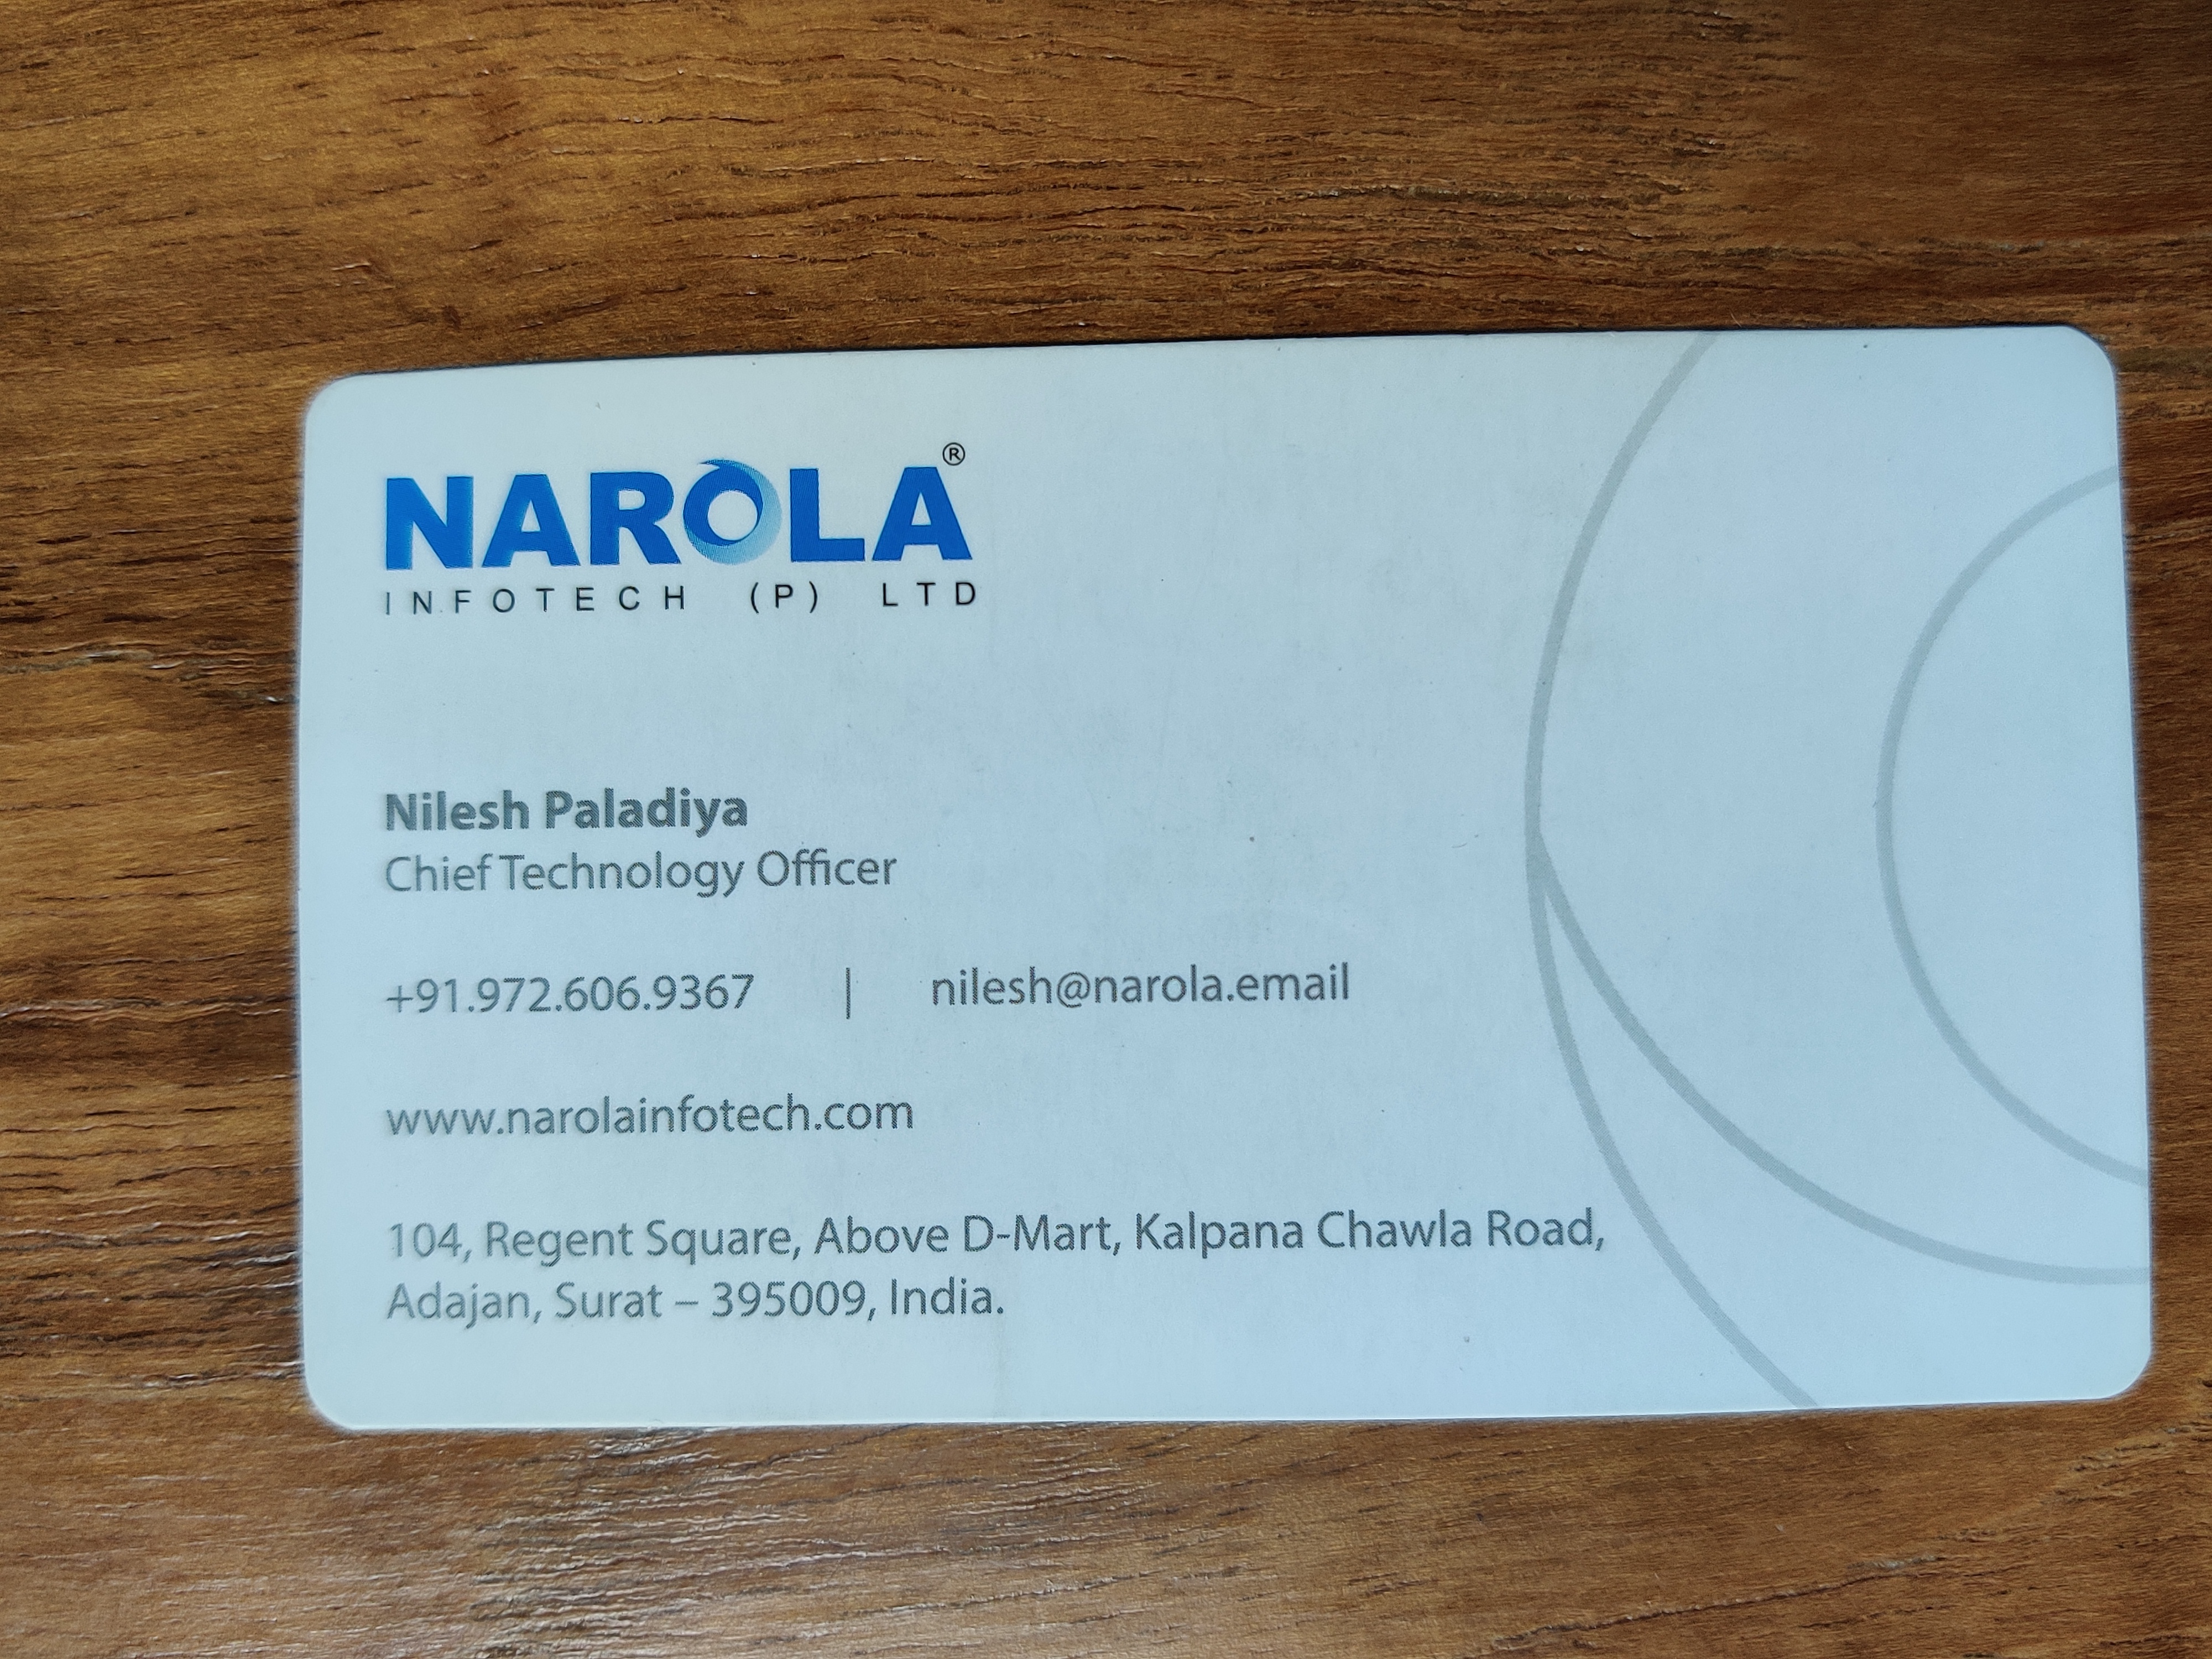 NAROLA®
INFOTECH (P) LTD
Nilesh Paladiya
Chief Technology Officer
+91.972.606.9367 | nilesh@narola.email
www.narolainfotech.com
104, Regent Square, Above D-Mart, Kalpana Chawla Road,
Adajan, Surat – 395009, India.